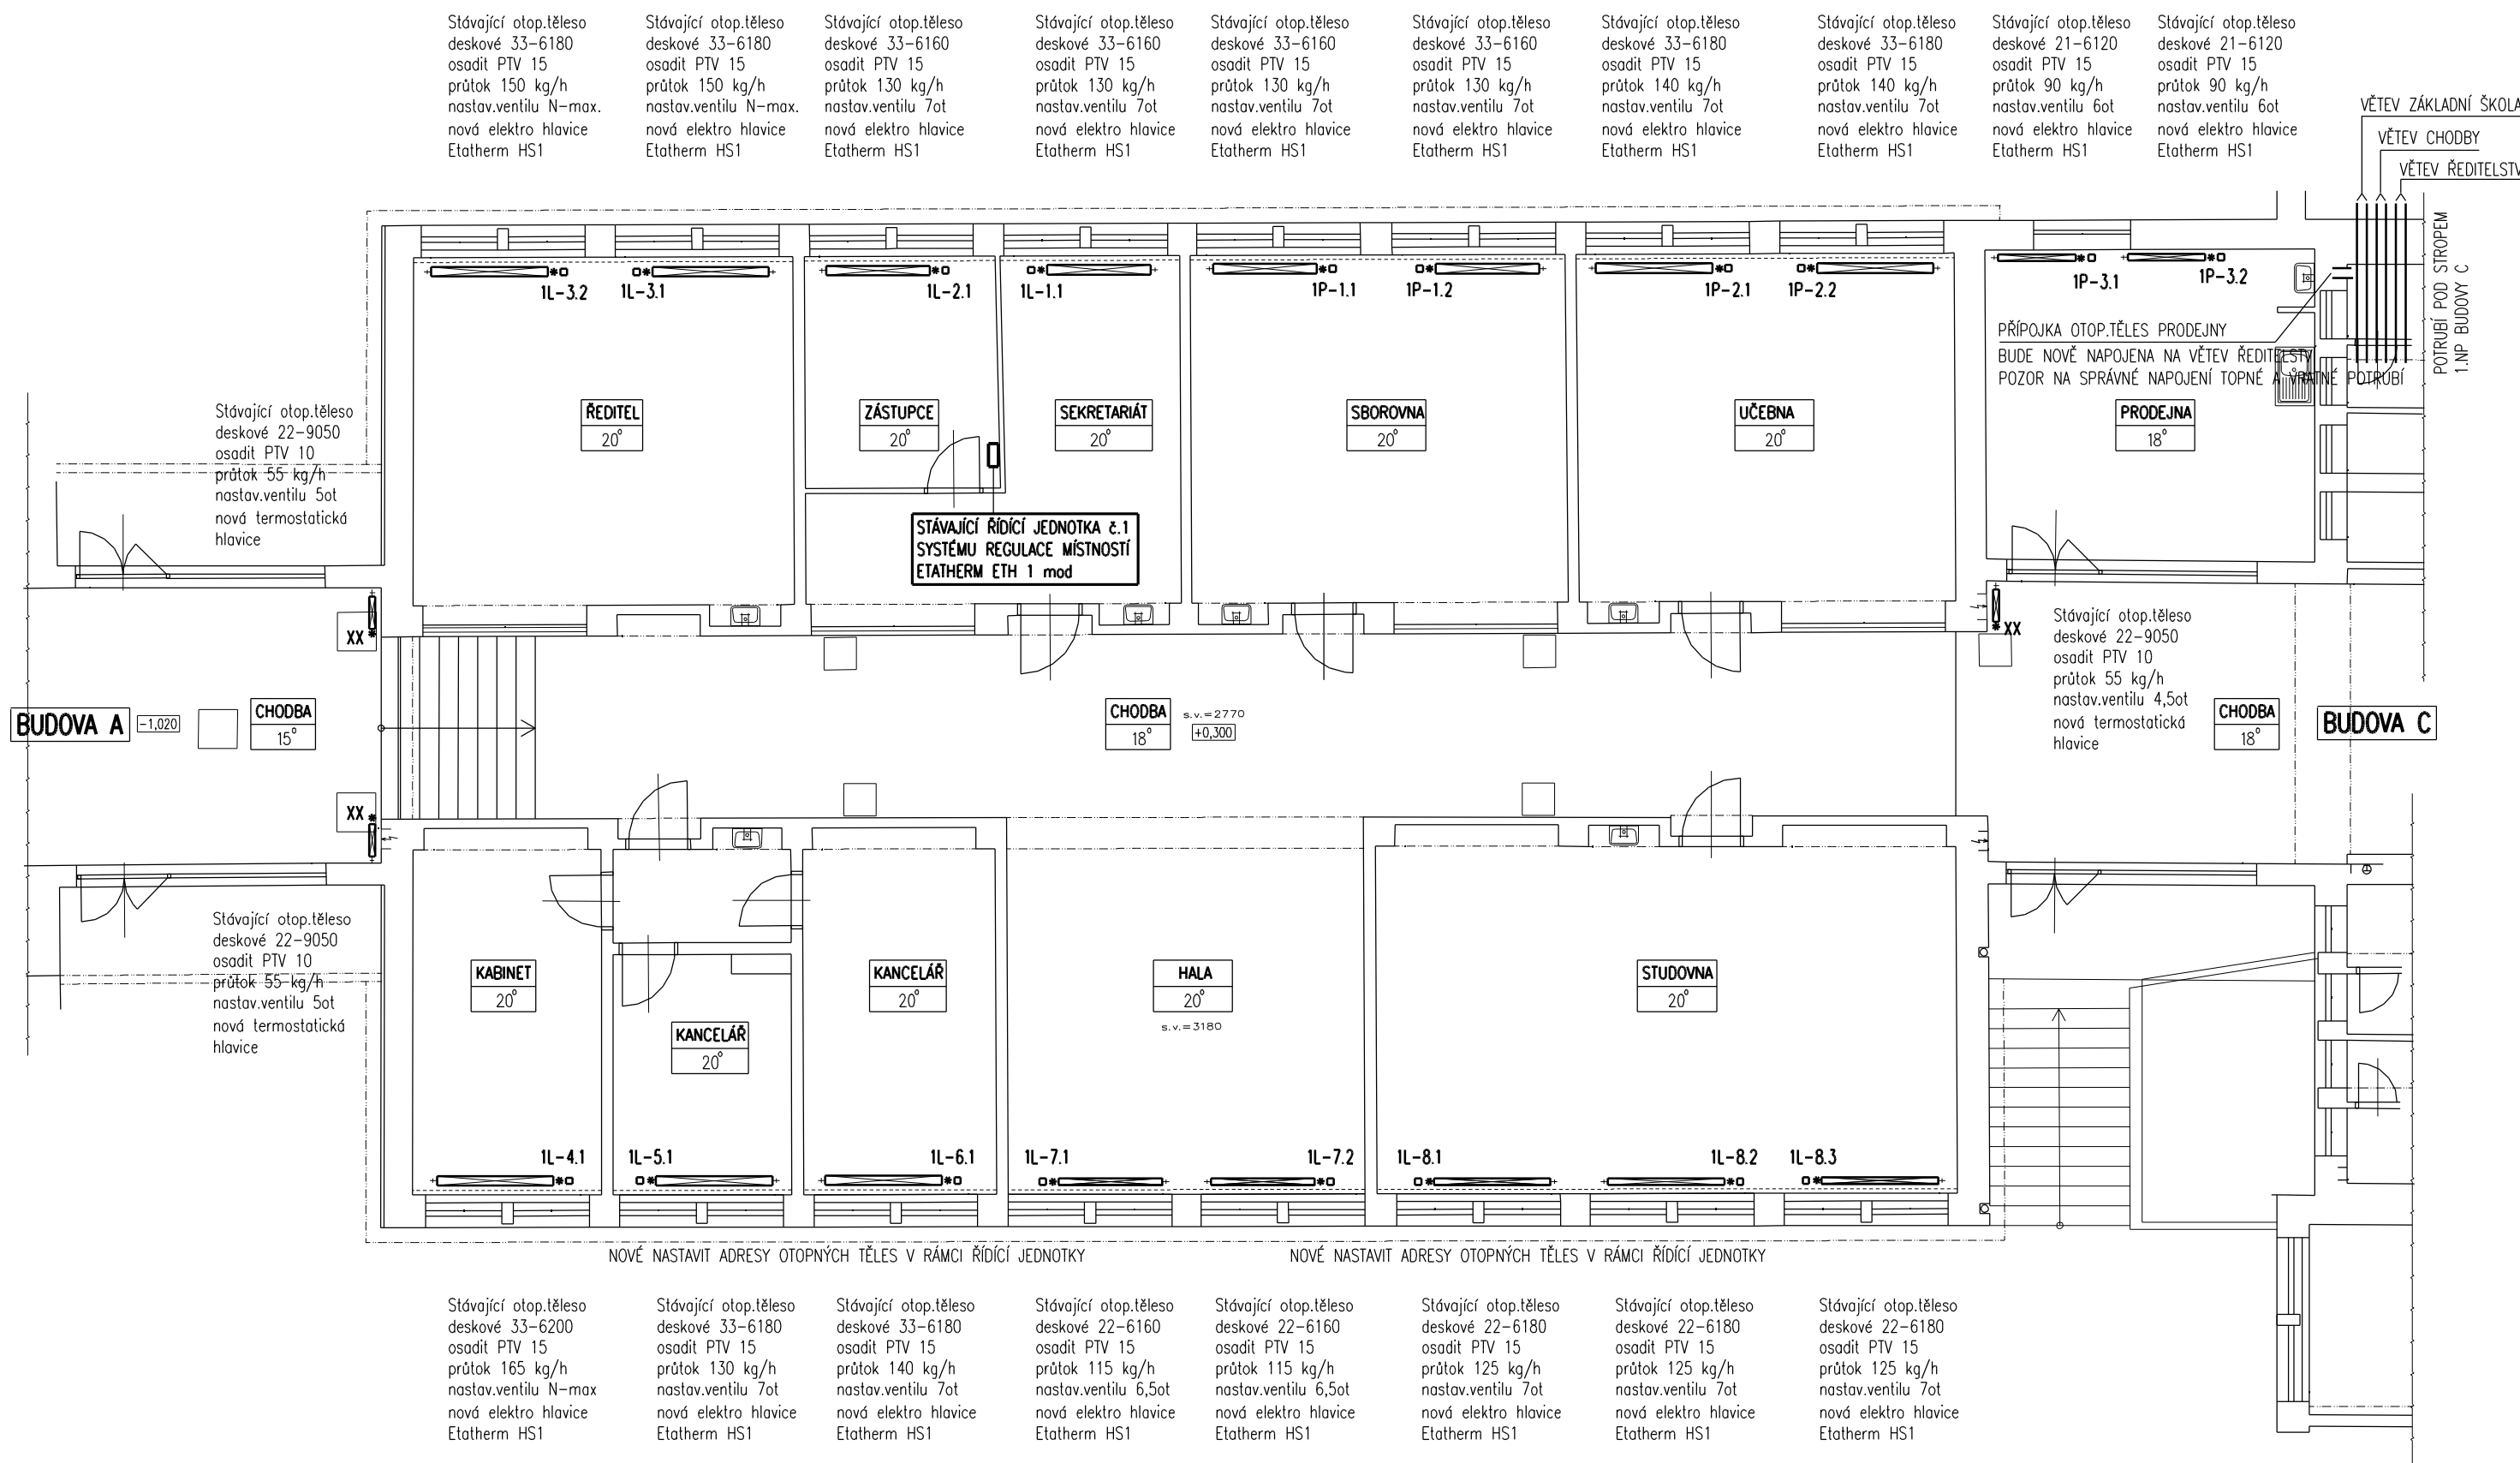 Stávající otop.těleso
deskové 33-6180
osadit PTV 15
průtok 150 kg/h
nastav.ventilu N-max.
nová elektro hlavice
Etatherm HS1
Stávající otop.těleso
deskové 33-6180
osadit PTV 15
průtok 150 kg/h
nastav.ventilu N-max.
nová elektro hlavice
Etatherm HS1
Stávající otop.těleso
deskové 33-6160
osadit PTV 15
průtok 130 kg/h
nastav.ventilu 7ot
nová elektro hlavice
Etatherm HS1
Stávající otop.těleso
deskové 33-6160
osadit PTV 15
průtok 130 kg/h
nastav.ventilu 7ot
nová elektro hlavice
Etatherm HS1
Stávající otop.těleso
deskové 33-6160
osadit PTV 15
průtok 130 kg/h
nastav.ventilu 7ot
nová elektro hlavice
Etatherm HS1
Stávající otop.těleso
deskové 33-6160
osadit PTV 15
průtok 130 kg/h
nastav.ventilu 7ot
nová elektro hlavice
Etatherm HS1
Stávající otop.těleso
deskové 33-6180
osadit PTV 15
průtok 140 kg/h
nastav.ventilu 7ot
nová elektro hlavice
Etatherm HS1
Stávající otop.těleso
deskové 33-6180
osadit PTV 15
průtok 140 kg/h
nastav.ventilu 7ot
nová elektro hlavice
Etatherm HS1
Stávající otop.těleso
deskové 21-6120
osadit PTV 15
průtok 90 kg/h
nastav.ventilu 6ot
nová elektro hlavice
Etatherm HS1
Stávající otop.těleso
deskové 21-6120
osadit PTV 15
průtok 90 kg/h
nastav.ventilu 6ot
nová elektro hlavice
Etatherm HS1
VĚTEV ZÁKLADNÍ ŠKOLA
VĚTEV CHODBY
VĚTEV ŘEDITELSTV
POTRUBÍ POD STROPEM
1.NP BUDOVY C
1L-3.2
1L-3.1
1L-2.1
1L-1.1
1P-1.1
1P-1.2
1P-2.1
1P-2.2
1P-3.1
1P-3.2
PŘÍPOJKA OTOP.TĚLES PRODEJNY
BUDE NOVĚ NAPOJENA NA VĚTEV ŘEDITELSTV
POZOR NA SPRÁVNÉ NAPOJENÍ TOPNÉ A VRATNÉ POTRUBÍ
Stávající otop.těleso
deskové 22-9050
osadit PTV 10
průtok 55 kg/h
nastav.ventilu 5ot
nová termostatická
hlavice
ŘEDITEL
20°
ZÁSTUPCE
20°
SEKRETARIÁT
20°
SBOROVNA
20°
UČEBNA
20°
PRODEJNA
18°
STÁVAJÍCÍ ŘÍDÍCÍ JEDNOTKA č.1
SYSTÉMU REGULACE MÍSTNOSTÍ
ETATHERM ETH 1 mod
XX
XX
Stávající otop.těleso
deskové 22-9050
osadit PTV 10
průtok 55 kg/h
nastav.ventilu 4,5ot
nová termostatická
hlavice
BUDOVA A
-1,020
CHODBA
15°
CHODBA
18°
s.v.=2770
+0,300
CHODBA
18°
BUDOVA C
XX
Stávající otop.těleso
deskové 22-9050
osadit PTV 10
průtok 55 kg/h
nastav.ventilu 5ot
nová termostatická
hlavice
KABINET
20°
KANCELÁŘ
20°
KANCELÁŘ
20°
HALA
20°
s.v.=3180
STUDOVNA
20°
1L-4.1
1L-5.1
1L-6.1
1L-7.1
1L-7.2
1L-8.1
1L-8.2
1L-8.3
NOVÉ NASTAVIT ADRESY OTOPNÝCH TĚLES V RÁMCI ŘÍDÍCÍ JEDNOTKY
NOVÉ NASTAVIT ADRESY OTOPNÝCH TĚLES V RÁMCI ŘÍDÍCÍ JEDNOTKY
Stávající otop.těleso
deskové 33-6200
osadit PTV 15
průtok 165 kg/h
nastav.ventilu N-max
nová elektro hlavice
Etatherm HS1
Stávající otop.těleso
deskové 33-6180
osadit PTV 15
průtok 130 kg/h
nastav.ventilu 7ot
nová elektro hlavice
Etatherm HS1
Stávající otop.těleso
deskové 33-6180
osadit PTV 15
průtok 140 kg/h
nastav.ventilu 7ot
nová elektro hlavice
Etatherm HS1
Stávající otop.těleso
deskové 22-6160
osadit PTV 15
průtok 115 kg/h
nastav.ventilu 6,5ot
nová elektro hlavice
Etatherm HS1
Stávající otop.těleso
deskové 22-6160
osadit PTV 15
průtok 115 kg/h
nastav.ventilu 6,5ot
nová elektro hlavice
Etatherm HS1
Stávající otop.těleso
deskové 22-6180
osadit PTV 15
průtok 125 kg/h
nastav.ventilu 7ot
nová elektro hlavice
Etatherm HS1
Stávající otop.těleso
deskové 22-6180
osadit PTV 15
průtok 125 kg/h
nastav.ventilu 7ot
nová elektro hlavice
Etatherm HS1
Stávající otop.těleso
deskové 22-6180
osadit PTV 15
průtok 125 kg/h
nastav.ventilu 7ot
nová elektro hlavice
Etatherm HS1